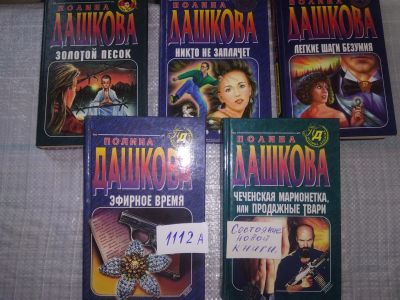 ПОЛИНА
ДАШКОВА
ЗОЛОТОЙ ПЕСОК
ПОЛИНА
ДАШКОВА
НИКТО НЕ ЗАПЛАЧЕТ
ПОЛИНА
ДАШКОВА
ЛЕГКИЕ ШАГИ БЕЗУМИЯ
ПОЛИНА
ДАШКОВА
ЭФИРНОЕ ВРЕМЯ
1112 А
ПОЛИНА
Д
ДАШКОВА
ЧЕЧЕНСКАЯ МАРИОНЕТКА,
ИЛИ ПРОДАЖНЫЕ ТВАРИ
Состояние
новой
книги.